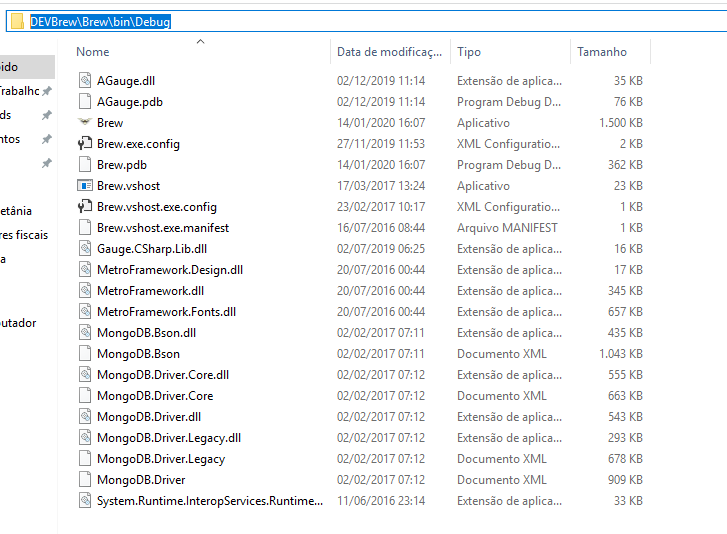 DEVBrew\Brew\bin\Debug
Nome Data de modificaç... Tipo Tamanho
AGauge.dll 02/12/2019 11:14 Extensão de aplica... 35 KB
AGauge.pdb 02/12/2019 11:14 Program Debug D... 76 KB
Brew 14/01/2020 16:07 Aplicativo 1.500 KB
Brew.exe.config 27/11/2019 11:53 XML Configuratio... 2 KB
Brew.pdb 14/01/2020 16:07 Program Debug D... 362 KB
Brew.vshost 17/03/2017 13:24 Aplicativo 23 KB
Brew.vshost.exe.config 23/02/2017 10:17 XML Configuratio... 1 KB
Brew.vshost.exe.manifest 16/07/2016 08:44 Arquivo MANIFEST 1 KB
Gauge.CSharp.Lib.dll 02/07/2019 06:25 Extensão de aplica... 16 KB
MetroFramework.Design.dll 20/07/2016 00:44 Extensão de aplica... 17 KB
MetroFramework.dll 20/07/2016 00:44 Extensão de aplica... 345 KB
MetroFramework.Fonts.dll 20/07/2016 00:44 Extensão de aplica... 657 KB
MongoDB.Bson.dll 02/02/2017 07:11 Extensão de aplica... 435 KB
MongoDB.Bson 02/02/2017 07:11 Documento XML 1.043 KB
MongoDB.Driver.Core.dll 02/02/2017 07:12 Extensão de aplica... 555 KB
MongoDB.Driver.Core 02/02/2017 07:12 Documento XML 663 KB
MongoDB.Driver.dll 02/02/2017 07:12 Extensão de aplica... 543 KB
MongoDB.Driver.Legacy.dll 02/02/2017 07:12 Extensão de aplica... 293 KB
MongoDB.Driver.Legacy 02/02/2017 07:12 Documento XML 678 KB
MongoDB.Driver 02/02/2017 07:12 Documento XML 909 KB
System.Runtime.InteropServices.Runtime... 11/06/2016 23:14 Extensão de aplica... 33 KB
ido
Trabalho
ds
ntos
etânia
res fiscais
a
utador